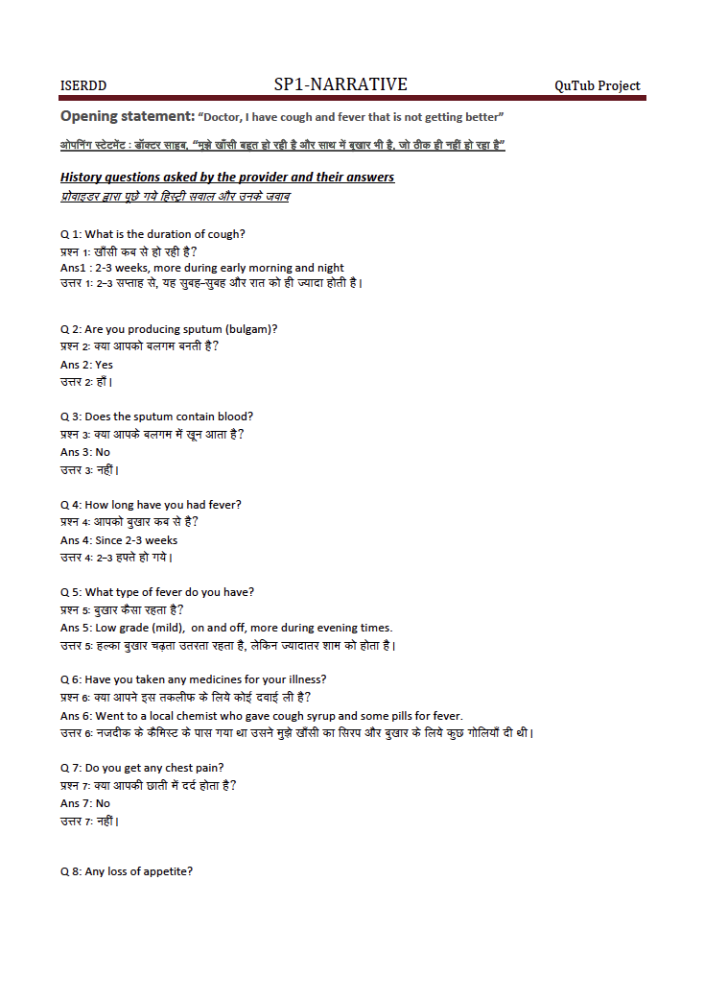 ISERDD SP1-NARRATIVE QuTub Project
Opening statement: “Doctor, I have cough and fever that is not getting better”
ओपनिंग स्टेटमेंट : डॉक्टर साहब, “मुझे खाँसी बहुत हो रही है और साथ में बुखार भी है, जो ठीक ही नहीं हो रहा है”
History questions asked by the provider and their answers
प्रोवाइडर द्वारा पूछे गये हिस्ट्री सवाल और उनके जवाब
Q 1: What is the duration of cough?
प्रश्न 1: खाँसी कब से हो रही है?
Ans1 : 2-3 weeks, more during early morning and night
उत्तर 1: 2–3 सप्ताह से, यह सुबह–सुबह और रात को ही ज्यादा होती है।
Q 2: Are you producing sputum (bulgam)?
प्रश्न 2: क्या आपको बलगम बनती है?
Ans 2: Yes
उत्तर 2: हाँ।
Q 3: Does the sputum contain blood?
प्रश्न 3: क्या आपके बलगम में खून आता है?
Ans 3: No
उत्तर 3: नहीं।
Q 4: How long have you had fever?
प्रश्न 4: आपको बुखार कब से है?
Ans 4: Since 2-3 weeks
उत्तर 4: 2–3 हफ्ते हो गये।
Q 5: What type of fever do you have?
प्रश्न 5: बुखार कैसा रहता है?
Ans 5: Low grade (mild), on and off, more during evening times.
उत्तर 5: हल्का बुखार चढ़ता उतरता रहता है, लेकिन ज्यादातर शाम को होता है।
Q 6: Have you taken any medicines for your illness?
प्रश्न 6: क्या आपने इस तकलीफ के लिये कोई दवाई ली है?
Ans 6: Went to a local chemist who gave cough syrup and some pills for fever.
उत्तर 6: नजदीक के कैमिस्ट के पास गया था उसने मुझे खाँसी का सिरप और बुखार के लिये कुछ गोलियाँ दी थी।
Q 7: Do you get any chest pain?
प्रश्न 7: क्या आपकी छाती में दर्द होता है?
Ans 7: No
उत्तर 7: नहीं।
Q 8: Any loss of appetite?